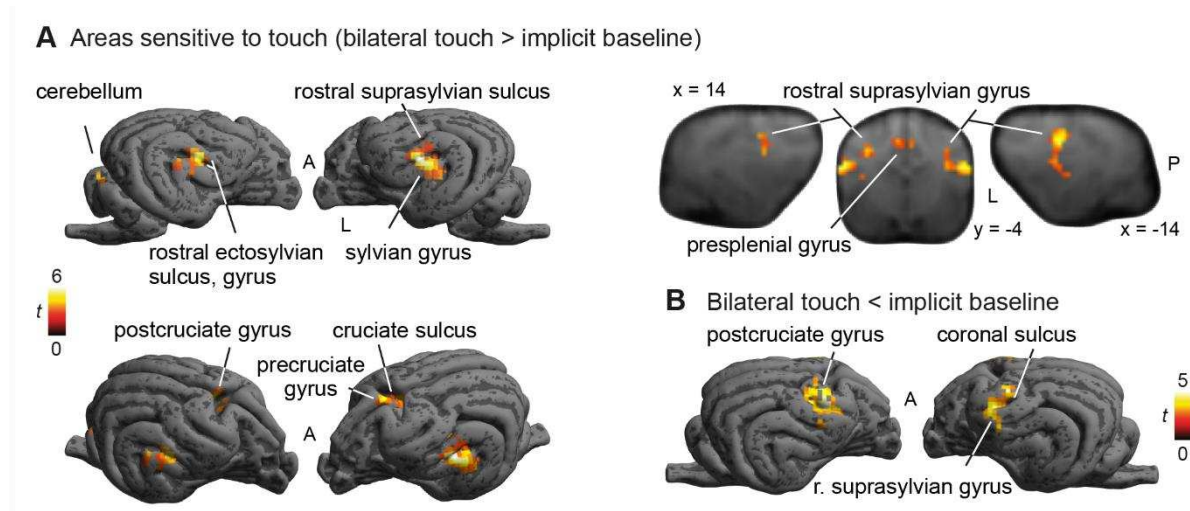 A Areas sensitive to touch (bilateral touch > implicit baseline)
cerebellum
rostral suprasylvian sulcus
A
L
rostral ectosylvian
sulcus, gyrus
sylvian gyrus
6
t
0
postcruciate gyrus
cruciate sulcus
precruciate
gyrus
A
x = 14
rostral suprasylvian gyrus
P
L
presplenial gyrus
y = -4
x = -14
B Bilateral touch < implicit baseline
postcruciate gyrus
coronal sulcus
A
5
t
0
r. suprasylvian gyrus